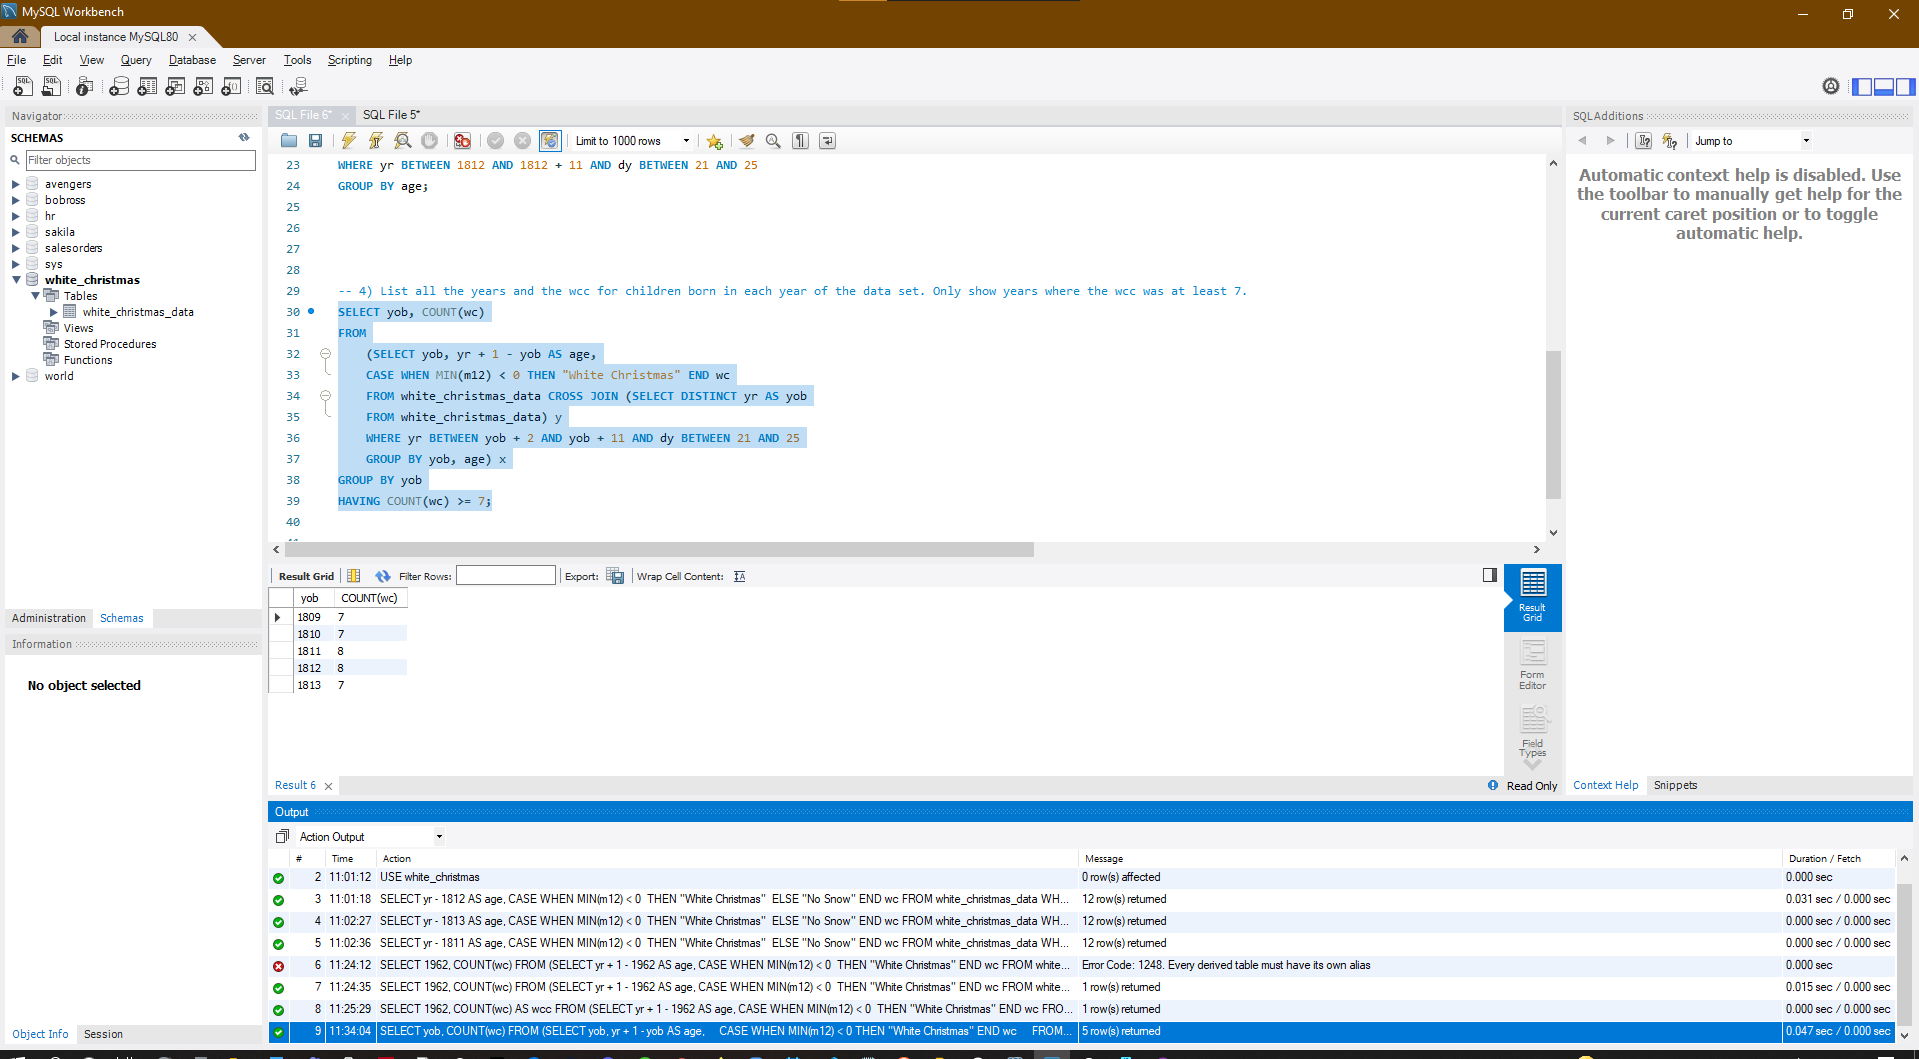 MySQL Workbench
Local instance MySQL80
File Edit View Query Database Server Tools Scripting Help
Navigator
SCHEMAS
Filter objects
avengers
bobross
hr
sakila
salesorders
sys
white_christmas
Tables
white_christmas_data
Views
Stored Procedures
Functions
world
Administration Schemas
Information
No object selected
Object Info Session
SQL File 6* SQL File 5*
Limit to 1000 rows
23 WHERE yr BETWEEN 1812 AND 1812 + 11 AND dy BETWEEN 21 AND 25
24 GROUP BY age;
25
26
27
28
29 -- 4) List all the years and the wcc for children born in each year of the data set. Only show years where the wcc was at least 7.
30 SELECT yob, COUNT(wc)
31 FROM
32 (SELECT yob, yr + 1 - yob AS age,
33 CASE WHEN MIN(m12) < 0 THEN "White Christmas" END wc
34 FROM white_christmas_data CROSS JOIN (SELECT DISTINCT yr AS yob
35 FROM white_christmas_data) y
36 WHERE yr BETWEEN yob + 2 AND yob + 11 AND dy BETWEEN 21 AND 25
37 GROUP BY yob, age) x
38 GROUP BY yob
39 HAVING COUNT(wc) >= 7;
40
Result Grid Filter Rows: Export: Wrap Cell Content:
yob COUNT(wc)
1809 7
1810 7
1811 8
1812 8
1813 7
Result Grid
Form Editor
Field Types
Result 6
Read Only
SQLAdditions
Jump to
Automatic context help is disabled. Use
the toolbar to manually get help for the
current caret position or to toggle
automatic help.
Context Help Snippets
Output
Action Output
# Time Action Message Duration / Fetch
2 11:01:12 USE white_christmas 0 row(s) affected 0.000 sec
3 11:01:18 SELECT yr - 1812 AS age, CASE WHEN MIN(m12) < 0 THEN "White Christmas" ELSE "No Snow" END wc FROM white_christmas_data WH... 12 row(s) returned 0.031 sec / 0.000 sec
4 11:02:27 SELECT yr - 1813 AS age, CASE WHEN MIN(m12) < 0 THEN "White Christmas" ELSE "No Snow" END wc FROM white_christmas_data WH... 12 row(s) returned 0.000 sec / 0.000 sec
5 11:02:36 SELECT yr - 1811 AS age, CASE WHEN MIN(m12) < 0 THEN "White Christmas" ELSE "No Snow" END wc FROM white_christmas_data WH... 12 row(s) returned 0.000 sec / 0.000 sec
6 11:24:12 SELECT 1962, COUNT(wc) FROM (SELECT yr + 1 - 1962 AS age, CASE WHEN MIN(m12) < 0 THEN "White Christmas" END wc FROM white... Error Code: 1248. Every derived table must have its own alias 0.000 sec
7 11:24:35 SELECT 1962, COUNT(wc) FROM (SELECT yr + 1 - 1962 AS age, CASE WHEN MIN(m12) < 0 THEN "White Christmas" END wc FROM white... 1 row(s) returned 0.015 sec / 0.000 sec
8 11:25:29 SELECT 1962, COUNT(wc) AS wcc FROM (SELECT yr + 1 - 1962 AS age, CASE WHEN MIN(m12) < 0 THEN "White Christmas" END wc FRO... 1 row(s) returned 0.000 sec / 0.000 sec
9 11:34:04 SELECT yob, COUNT(wc) FROM (SELECT yob, yr + 1 - yob AS age, CASE WHEN MIN(m12) < 0 THEN "White Christmas" END wc FROM... 5 row(s) returned 0.047 sec / 0.000 sec